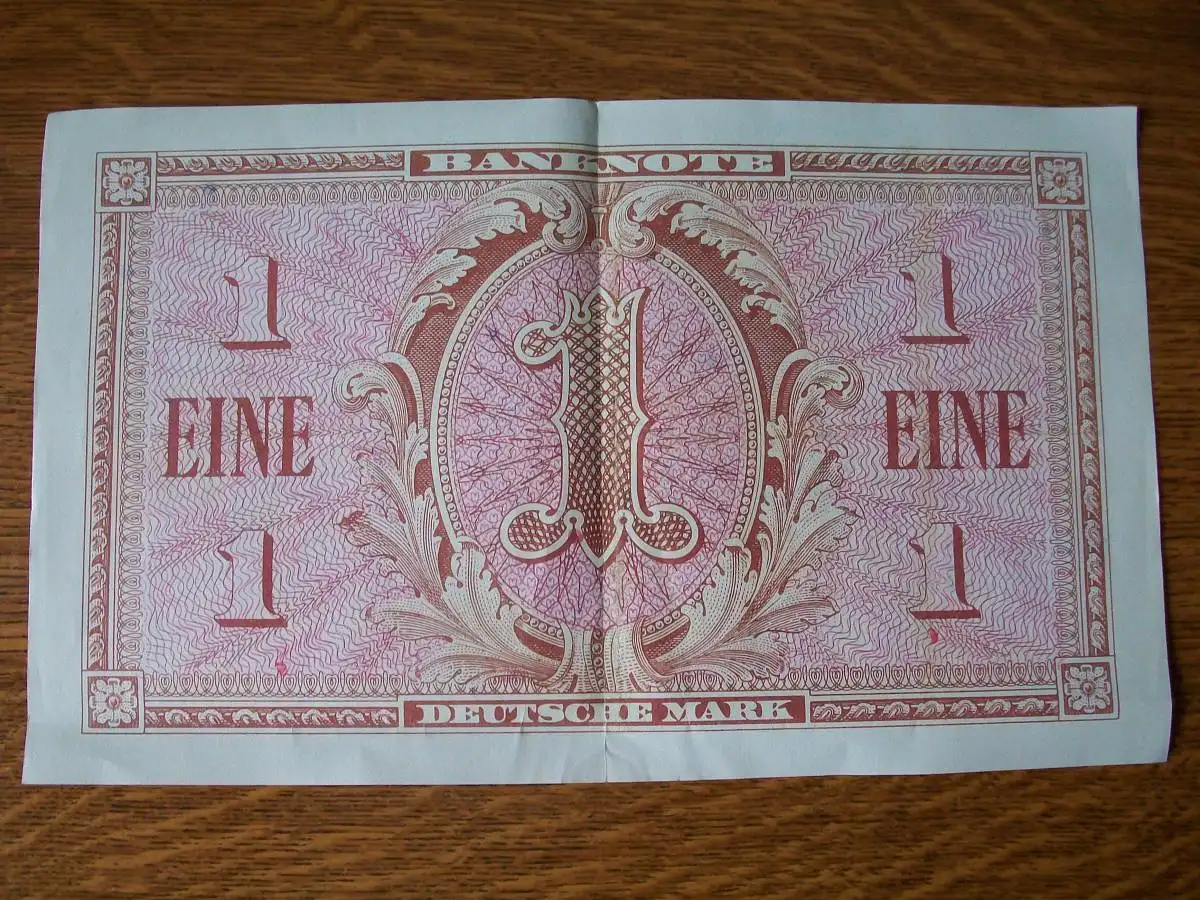 BANKNOTE
1 1
EINE 1 EINE
1 1
DEUTSCHE MARK